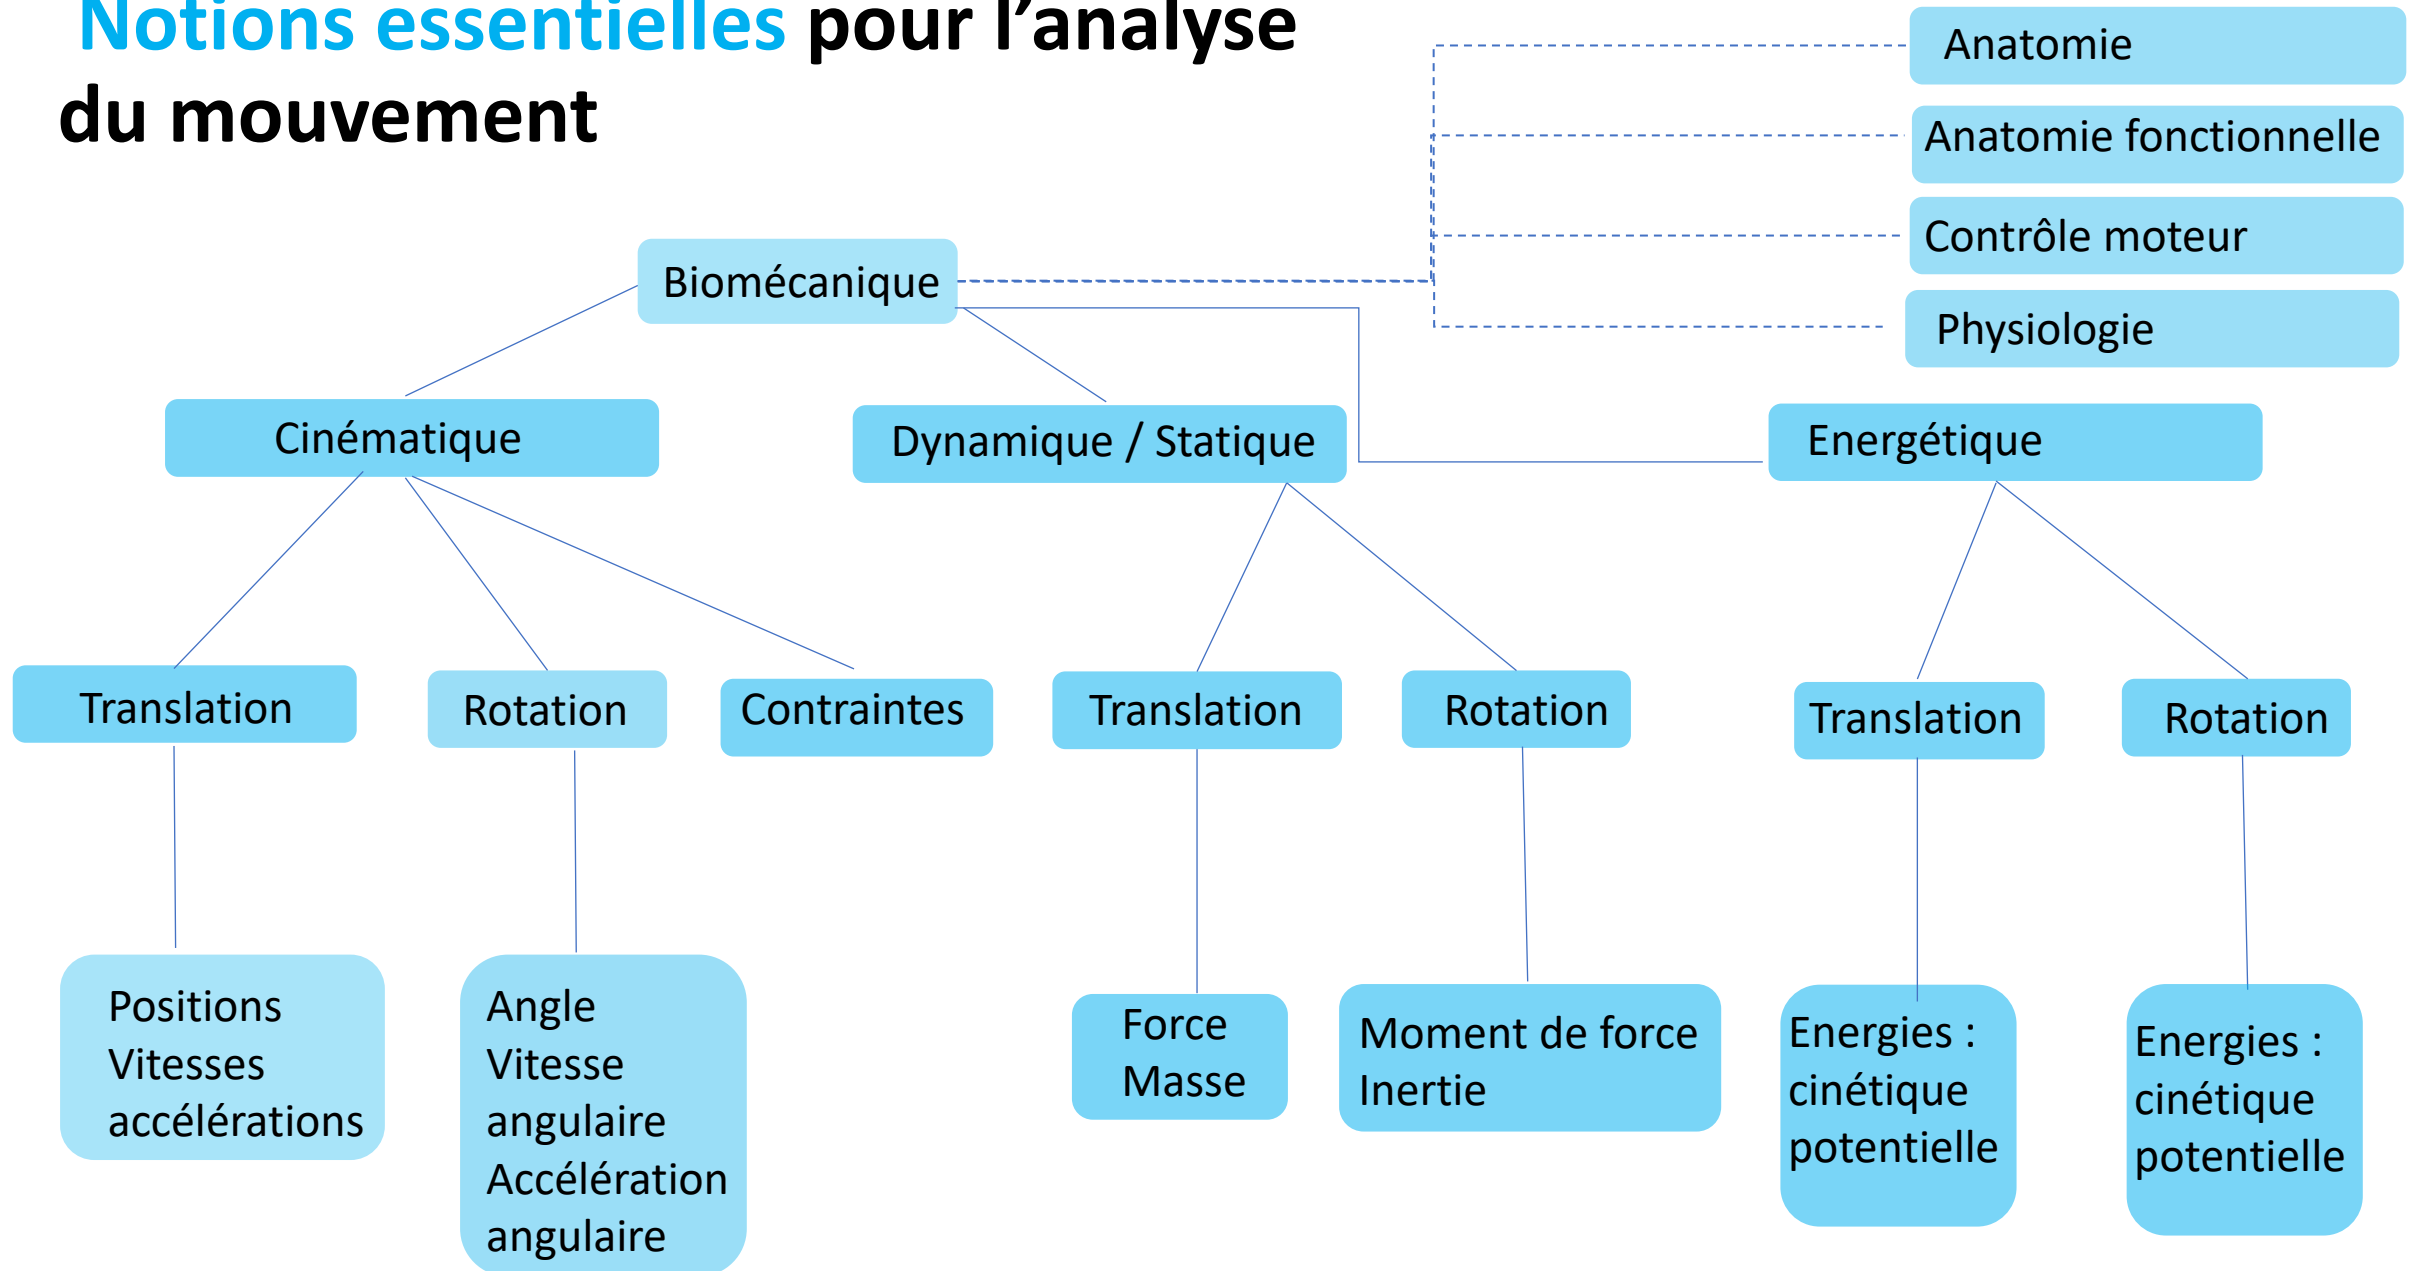 Notions essentielles pour l’analyse
du mouvement
Anatomie
Anatomie fonctionnelle
Contrôle moteur
Physiologie
Biomécanique
Cinématique
Dynamique / Statique
Energétique
Translation
Rotation
Contraintes
Translation
Rotation
Translation
Rotation
Positions
Vitesses
accélérations
Angle
Vitesse
angulaire
Accélération
angulaire
Force
Masse
Moment de force
Inertie
Energies :
cinétique
potentielle
Energies :
cinétique
potentielle